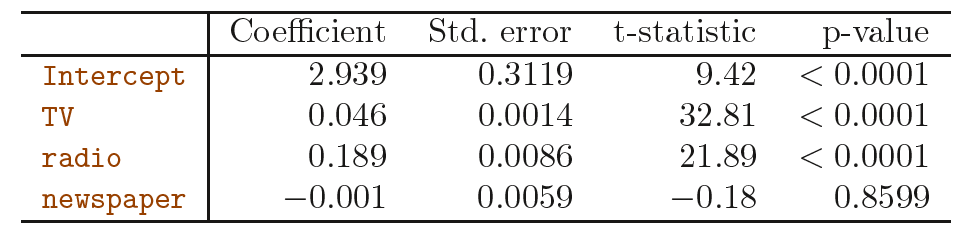 Coefficient Std. error t-statistic p-value
Intercept 2.939 0.3119 9.42 < 0.0001
TV 0.046 0.0014 32.81 < 0.0001
radio 0.189 0.0086 21.89 < 0.0001
newspaper −0.001 0.0059 −0.18 0.8599